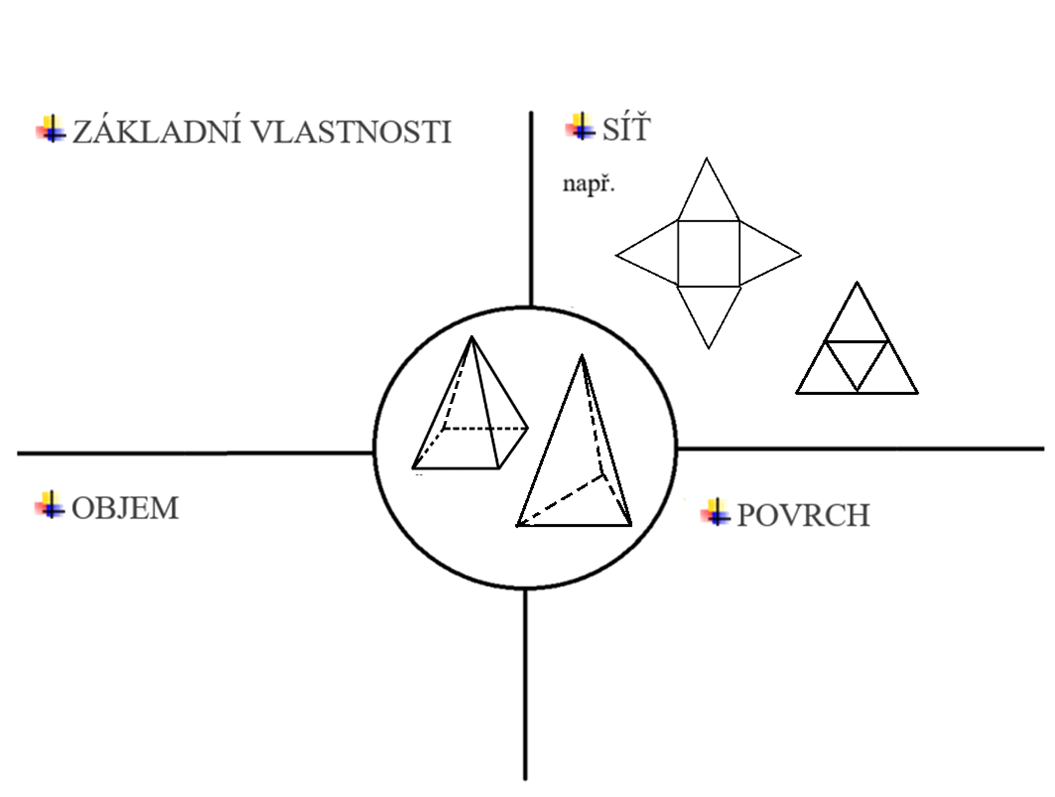 ZÁKLADNÍ VLASTNOSTI
SÍŤ
např.
OBJEM
POVRCH